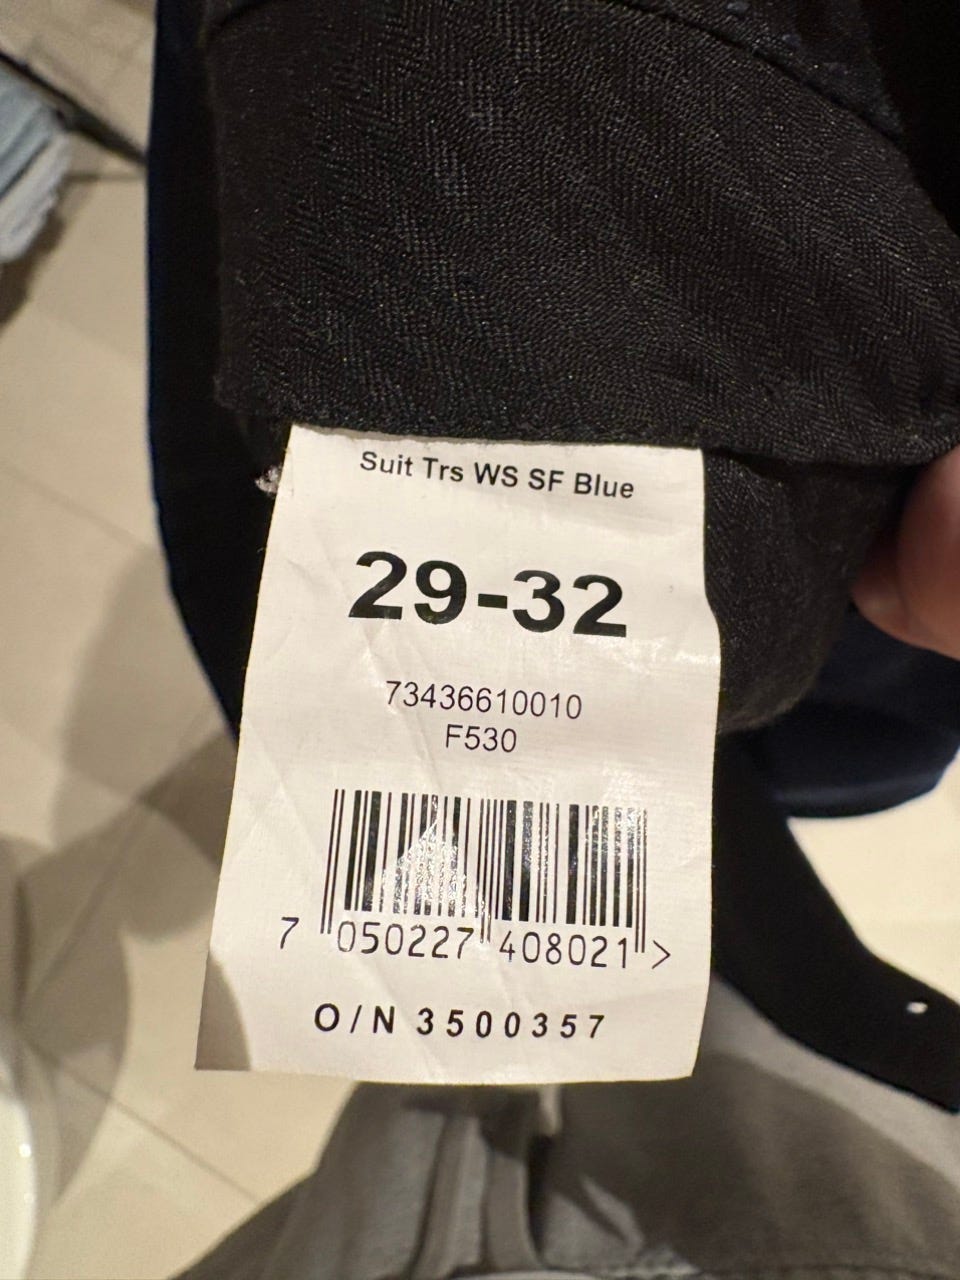 Suit Trs WS SF Blue
29-32
73436610010
F530
7 050227 408021 >
O/N 3500357